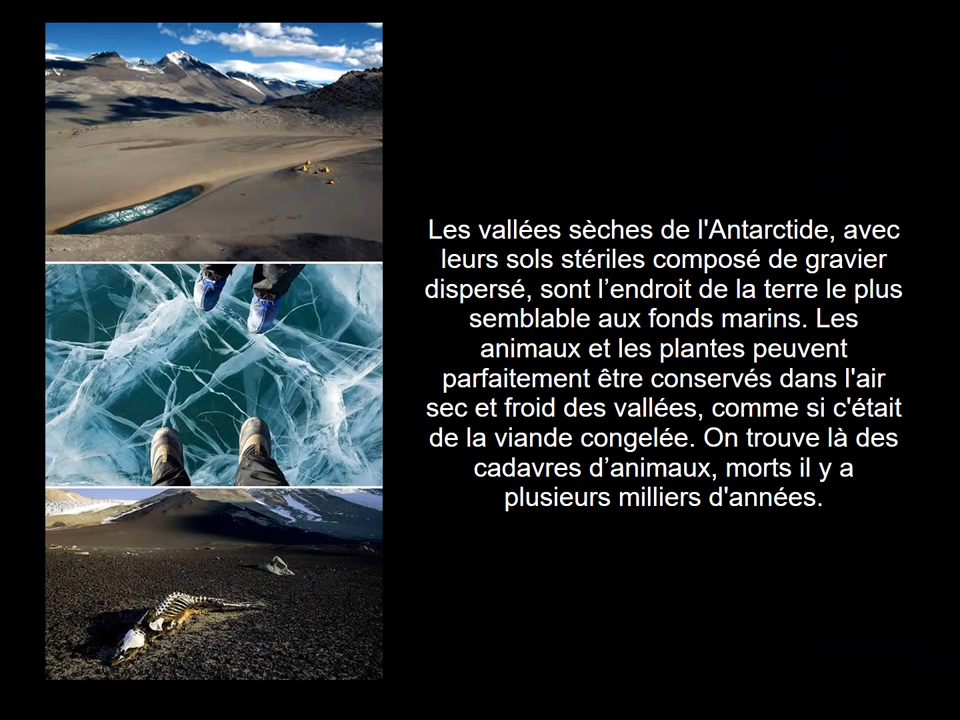 Les vallées sèches de l'Antarctide, avec
leurs sols stériles composé de gravier
dispersé, sont l’endroit de la terre le plus
semblable aux fonds marins. Les
animaux et les plantes peuvent
parfaitement être conservés dans l'air
sec et froid des vallées, comme si c'était
de la viande congelée. On trouve là des
cadavres d’animaux, morts il y a
plusieurs milliers d'années.